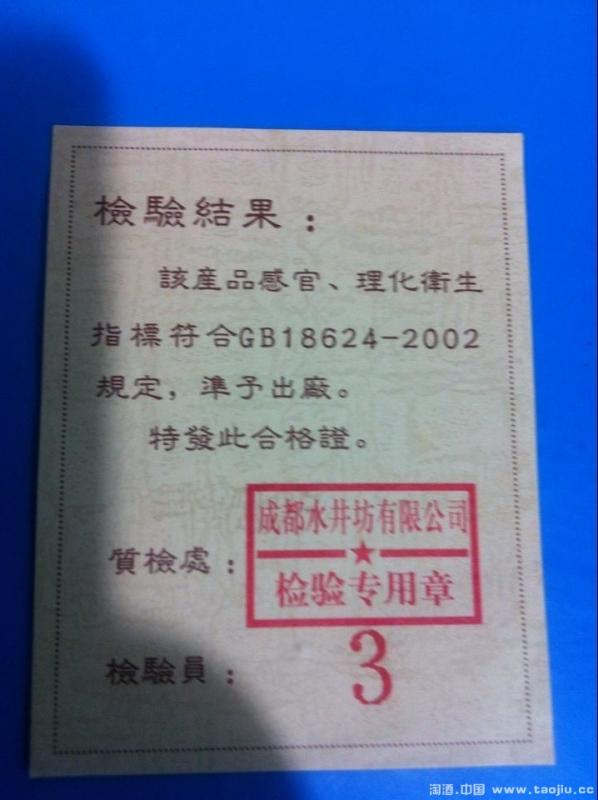 檢驗結果：
該産品感官、理化衛生
指標符合GB18624-2002
規定，準予出廠。
特發此合格證。
成都水井坊有限公司
質檢處：
检验专用章
檢驗員：
3
淘酒.中国 www.taojiu.cc